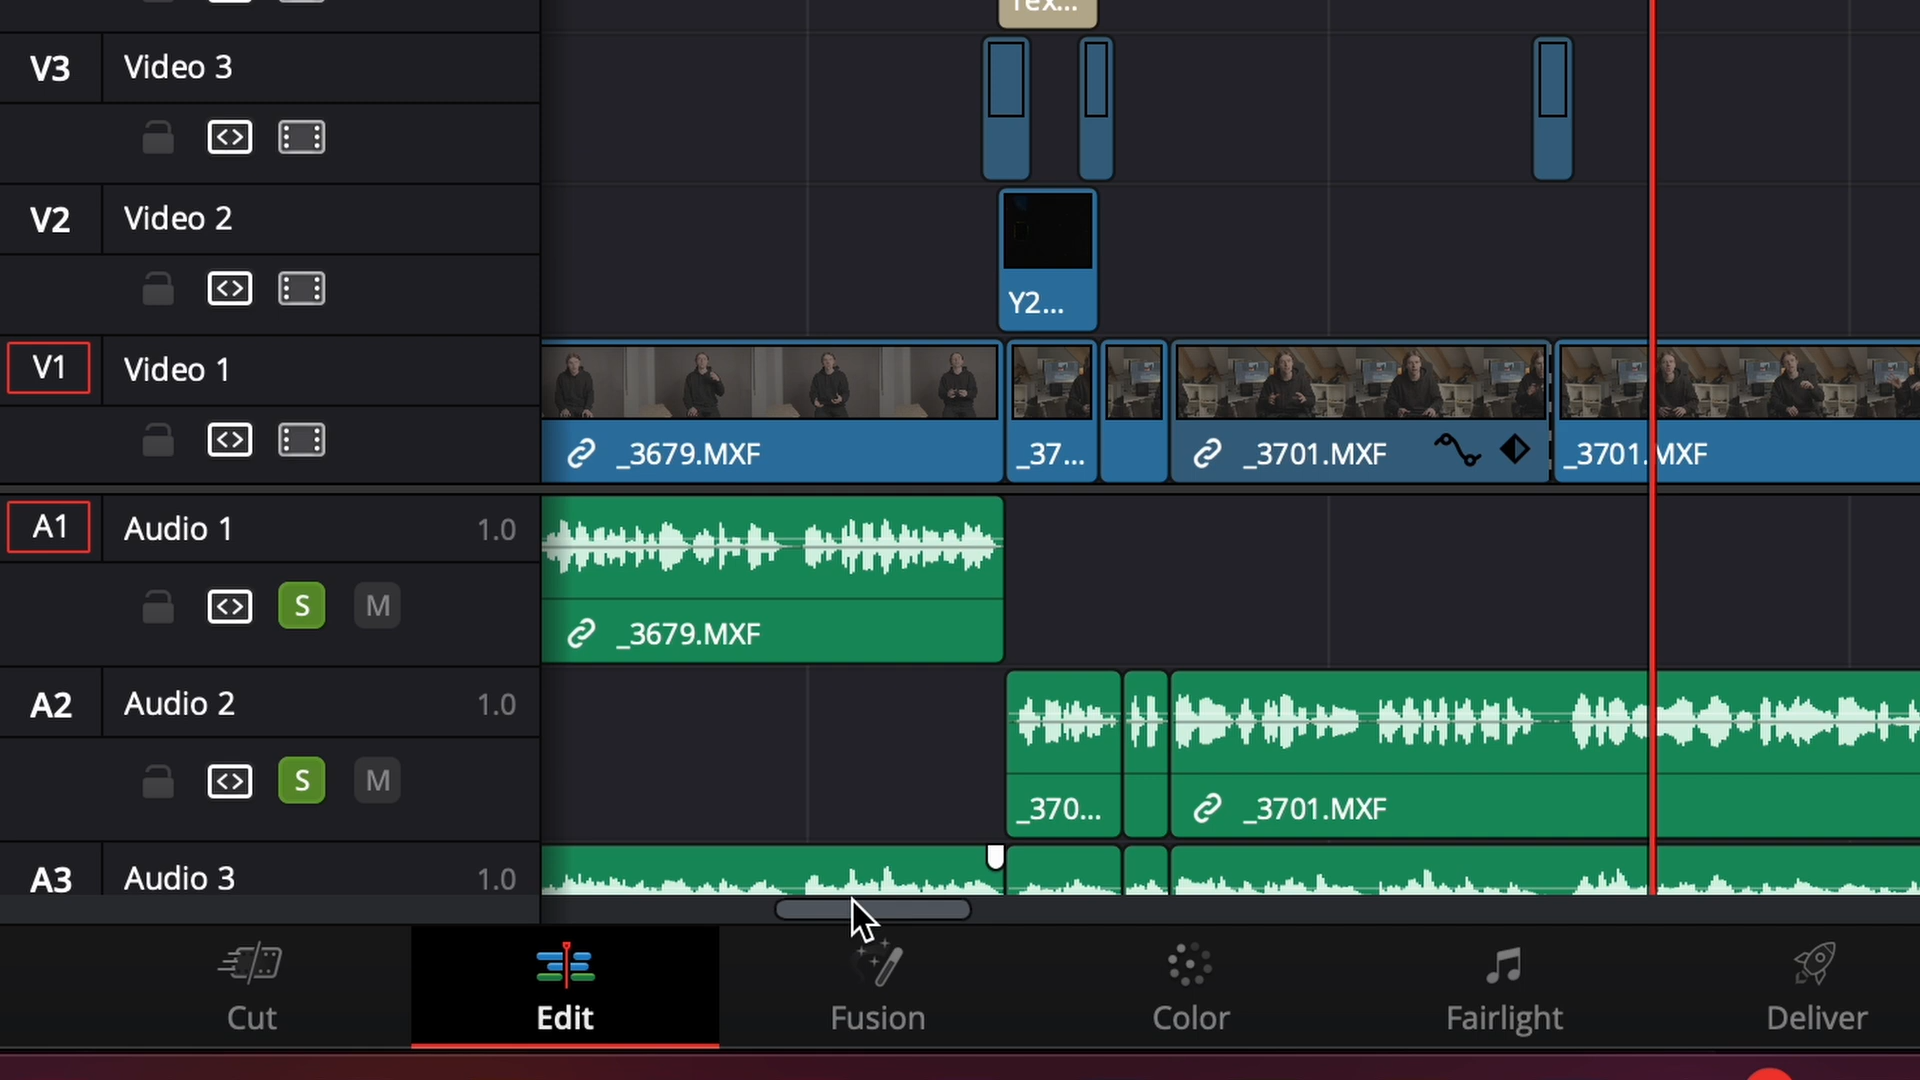 Tex...
V3 Video 3
V2 Video 2
Y2...
V1 Video 1
_3679.MXF _37... _3701.MXF _3701.MXF
A1 Audio 1 1.0
S M
_3679.MXF
A2 Audio 2 1.0
S M
_370... _3701.MXF
A3 Audio 3 1.0
Cut Edit Fusion Color Fairlight Deliver